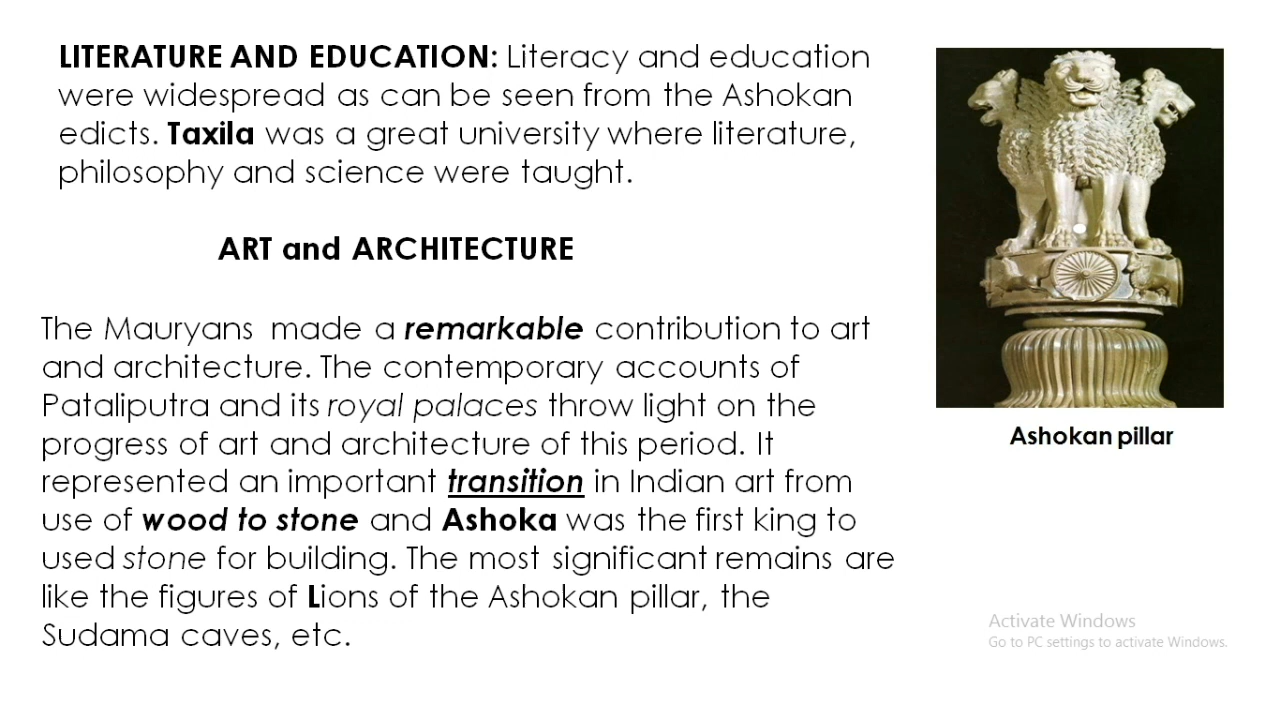 LITERATURE AND EDUCATION: Literacy and education
were widespread as can be seen from the Ashokan
edicts. Taxila was a great university where literature,
philosophy and science were taught.
ART and ARCHITECTURE
The Mauryans made a remarkable contribution to art
and architecture. The contemporary accounts of
Pataliputra and its royal palaces throw light on the
progress of art and architecture of this period. It
represented an important transition in Indian art from
use of wood to stone and Ashoka was the first king to
used stone for building. The most significant remains are
like the figures of Lions of the Ashokan pillar, the
Sudama caves, etc.
Ashokan pillar
Activate Windows
Go to PC settings to activate Windows.